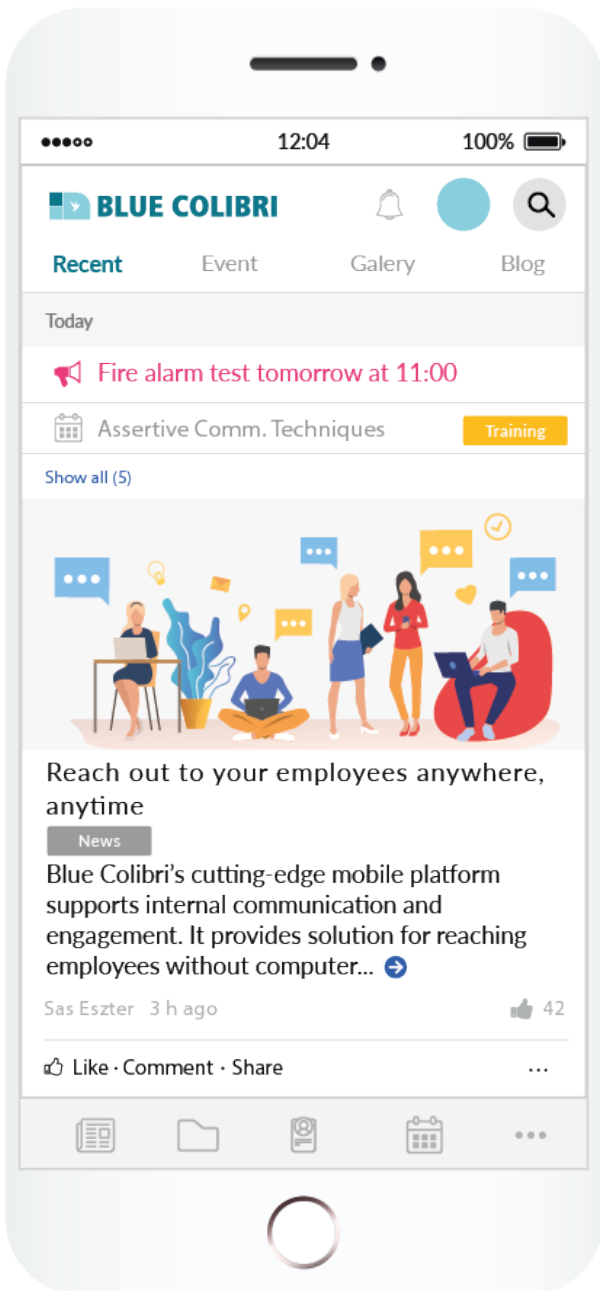 12:04 100%
BLUE COLIBRI
Recent Event Galery Blog
Today
Fire alarm test tomorrow at 11:00
Assertive Comm. Techniques Training
Show all (5)
Reach out to your employees anywhere,
anytime
News
Blue Colibri’s cutting-edge mobile platform
supports internal communication and
engagement. It provides solution for reaching
employees without computer...
Sas Eszter 3 h ago 42
Like · Comment · Share ...